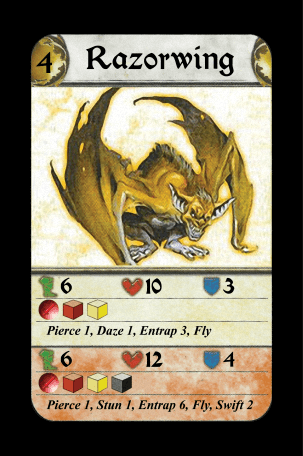 4 Razorwing
6 10 3
Pierce 1, Daze 1, Entrap 3, Fly
6 12 4
Pierce 1, Stun 1, Entrap 6, Fly, Swift 2